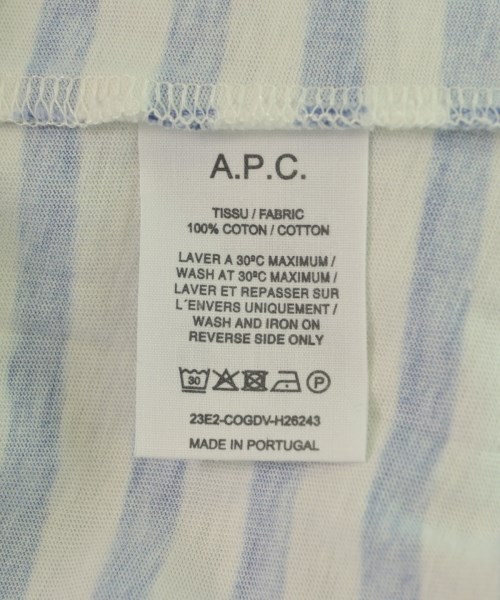 A.P.C.
TISSU / FABRIC
100% COTON / COTTON
LAVER A 30ºC MAXIMUM /
WASH AT 30ºC MAXIMUM /
LAVER ET REPASSER SUR
L´ENVERS UNIQUEMENT /
WASH AND IRON ON
REVERSE SIDE ONLY
30 P
23E2-COGDV-H26243
MADE IN PORTUGAL